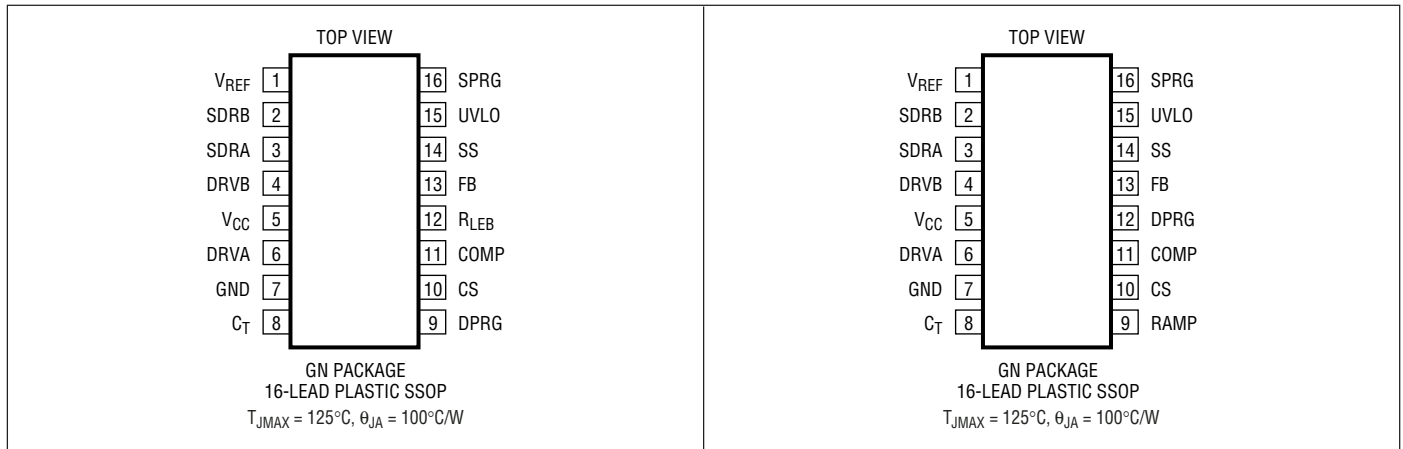 TOP VIEW
V_REF 1 16 SPRG
SDRB 2 15 UVLO
SDRA 3 14 SS
DRVB 4 13 FB
V_CC 5 12 R_LEB
DRVA 6 11 COMP
GND 7 10 CS
C_T 8 9 DPRG
GN PACKAGE
16-LEAD PLASTIC SSOP
T_JMAX = 125°C, θ_JA = 100°C/W
TOP VIEW
V_REF 1 16 SPRG
SDRB 2 15 UVLO
SDRA 3 14 SS
DRVB 4 13 FB
V_CC 5 12 DPRG
DRVA 6 11 COMP
GND 7 10 CS
C_T 8 9 RAMP
GN PACKAGE
16-LEAD PLASTIC SSOP
T_JMAX = 125°C, θ_JA = 100°C/W